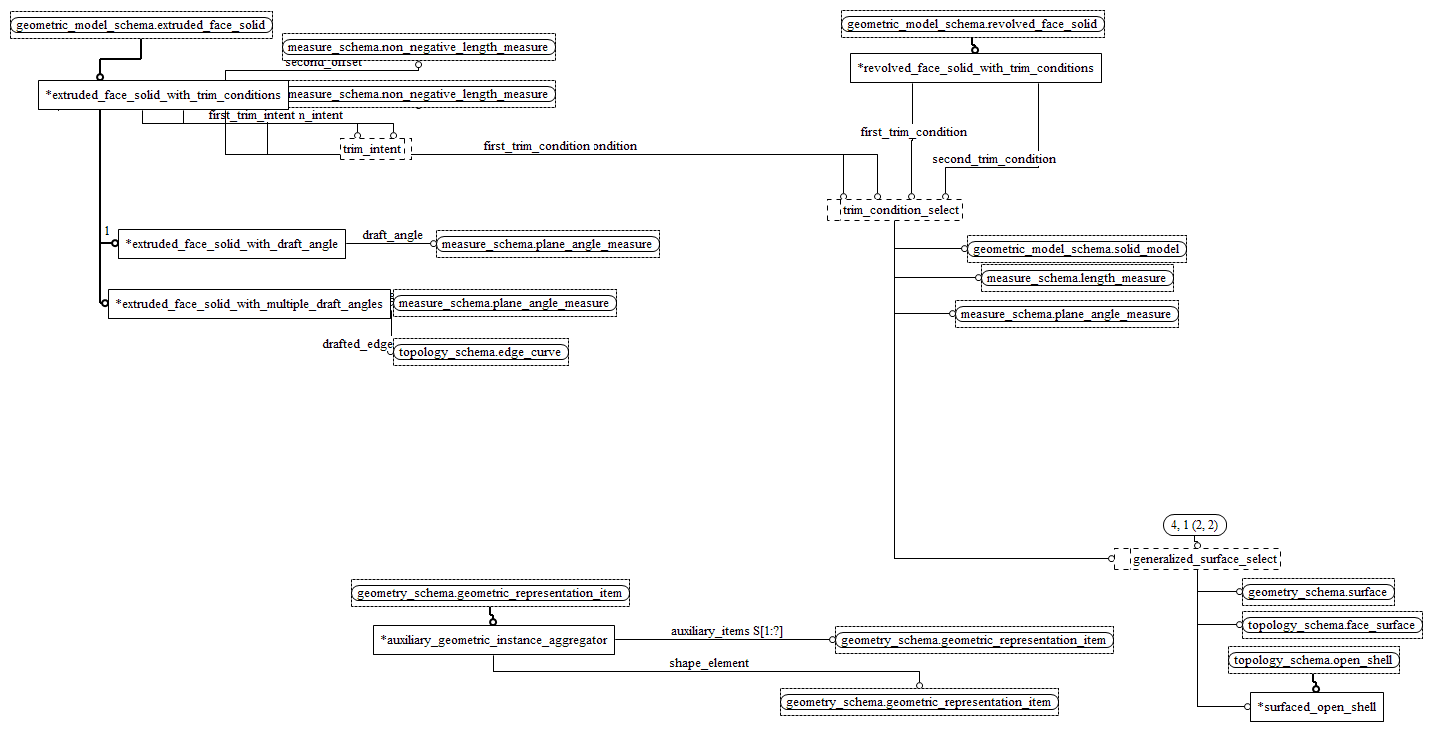 geometric_model_schema.extruded_face_solid
geometric_model_schema.revolved_face_solid
measure_schema.non_negative_length_measure
second_offset
*revolved_face_solid_with_trim_conditions
*extruded_face_solid_with_trim_conditions
measure_schema.non_negative_length_measure
first_trim_intent n_intent
first_trim_condition
trim_intent
first_trim_condition ondition
second_trim_condition
trim_condition_select
1
*extruded_face_solid_with_draft_angle
draft_angle
measure_schema.plane_angle_measure
geometric_model_schema.solid_model
measure_schema.length_measure
*extruded_face_solid_with_multiple_draft_angles
measure_schema.plane_angle_measure
measure_schema.plane_angle_measure
drafted_edge
topology_schema.edge_curve
4, 1 (2, 2)
generalized_surface_select
geometry_schema.geometric_representation_item
geometry_schema.surface
*auxiliary_geometric_instance_aggregator
auxiliary_items S[1:?]
geometry_schema.geometric_representation_item
topology_schema.face_surface
shape_element
topology_schema.open_shell
geometry_schema.geometric_representation_item
*surfaced_open_shell